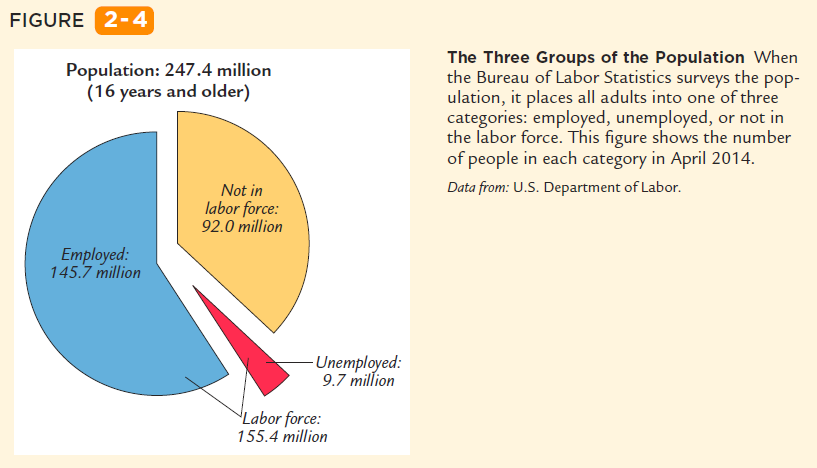 FIGURE 2-4
Population: 247.4 million
(16 years and older)
Not in
labor force:
92.0 million
Employed:
145.7 million
Unemployed:
9.7 million
Labor force:
155.4 million
The Three Groups of the Population When
the Bureau of Labor Statistics surveys the pop-
ulation, it places all adults into one of three
categories: employed, unemployed, or not in
the labor force. This figure shows the number
of people in each category in April 2014.
Data from: U.S. Department of Labor.